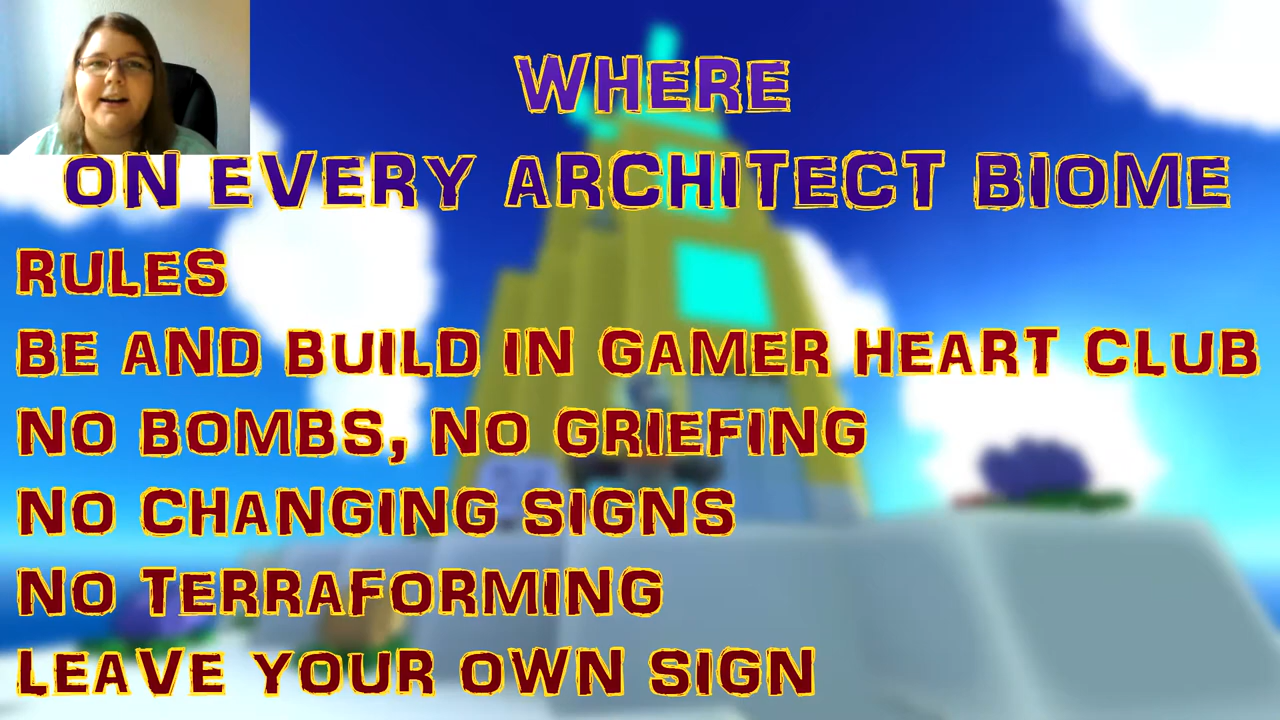 WHERE
ON EVERY ARCHITECT BIOME
RULES
BE AND BUILD IN GAMER HEART CLUB
NO BOMBS, NO GRIEFING
NO CHANGING SIGNS
NO TERRAFORMING
LEAVE YOUR OWN SIGN